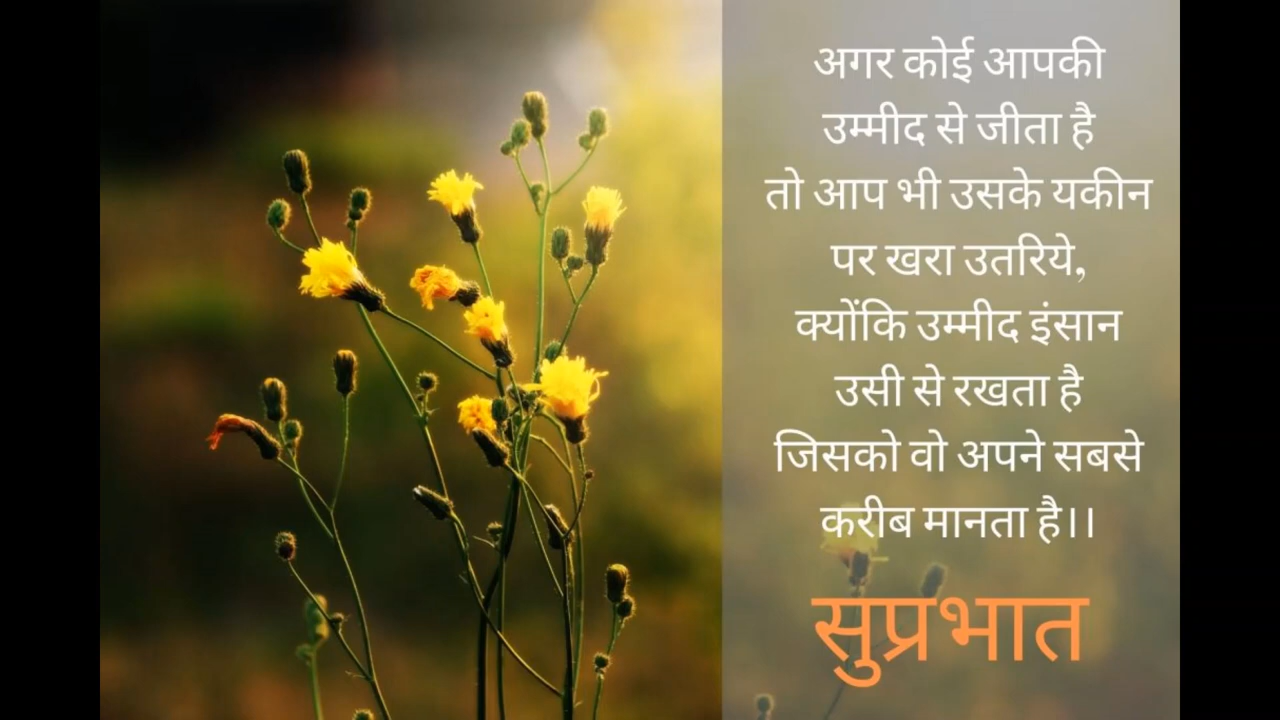 अगर कोई आपकी
उम्मीद से जीता है
तो आप भी उसके यकीन
पर खरा उतरिये,
क्योंकि उम्मीद इंसान
उसी से रखता है
जिसको वो अपने सबसे
करीब मानता है।।
सुप्रभात